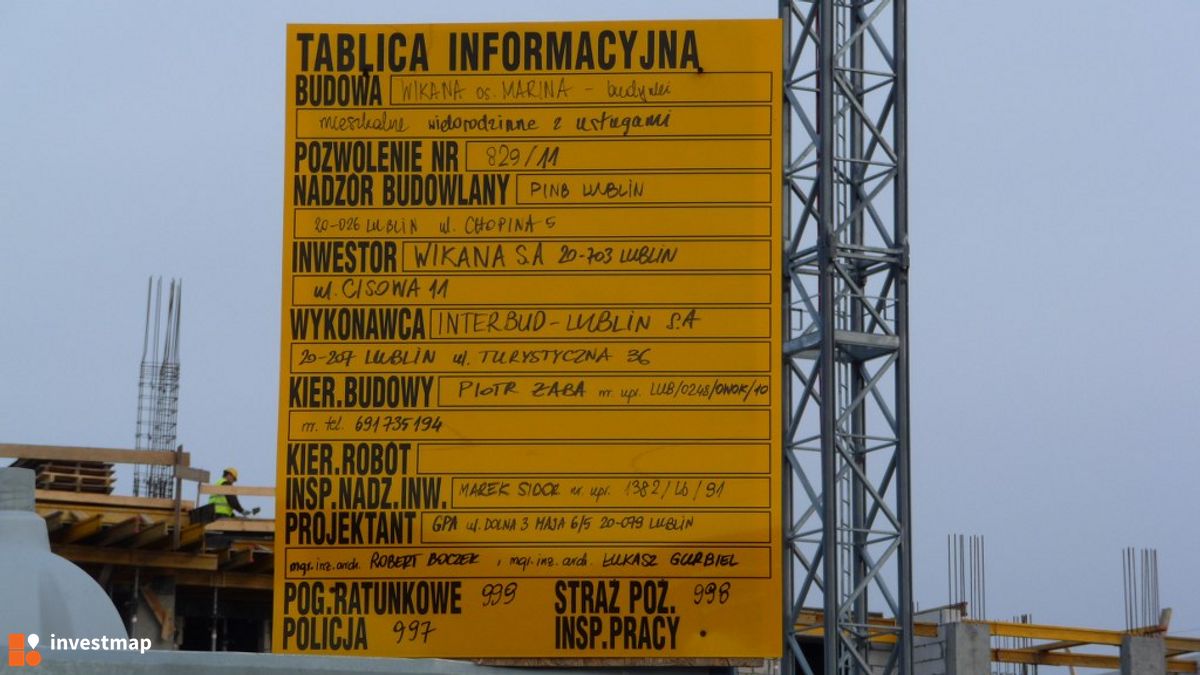 TABLICA INFORMACYJNA
BUDOWA WIKANA os. MARINA - budynki
mieszkalne wielorodzinne z usługami
POZWOLENIE NR 829/11
NADZÓR BUDOWLANY PINB LUBLIN
20-026 LUBLIN ul. CHOPINA 5
INWESTOR WIKANA S.A 20-703 LUBLIN
ul. CISOWA 11
WYKONAWCA INTERBUD-LUBLIN S.A
20-207 LUBLIN ul. TURYSTYCZNA 36
KIER.BUDOWY PIOTR ŻABA nr upr. LUB/0248/OWOK/10
nr. tel. 691735194
KIER.ROBÓT
INSP.NADZ.INW. MAREK SIDOR nr upr. 1382/Lb/91
PROJEKTANT GPA ul. DOLNA 3 MAJA 6/5 20-079 LUBLIN
mgr.inż.arch. ROBERT BOCZEK, mgr.inż.arch. ŁUKASZ GURBIEL
POG.RATUNKOWE 999 STRAŻ POŻ. 998
POLICJA 997 INSP.PRACY
investmap